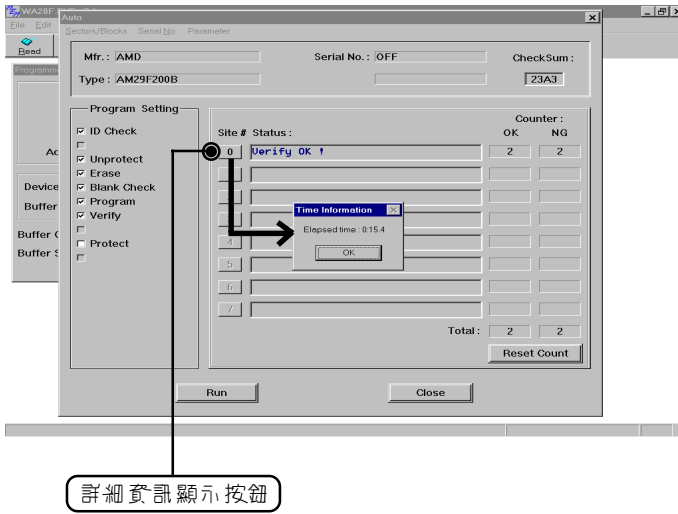 WA28F
Auto
File Edit
Sectors/Blocks Serial No. Parameter
Read
Mfr. : AMD
Serial No. : OFF
CheckSum :
Type : AM29F200B
23A3
Programm
Program Setting
ID Check
Unprotect
Erase
Blank Check
Program
Verify
Protect
Device
Buffer
Buffer
Buffer
Counter :
Site # Status : OK NG
0 Verify OK ! 2 2
4
5
6
7
Time Information
Elapsed time : 0:15.4
OK
Total : 2 2
Reset Count
Run
Close
詳細資訊顯示按鈕